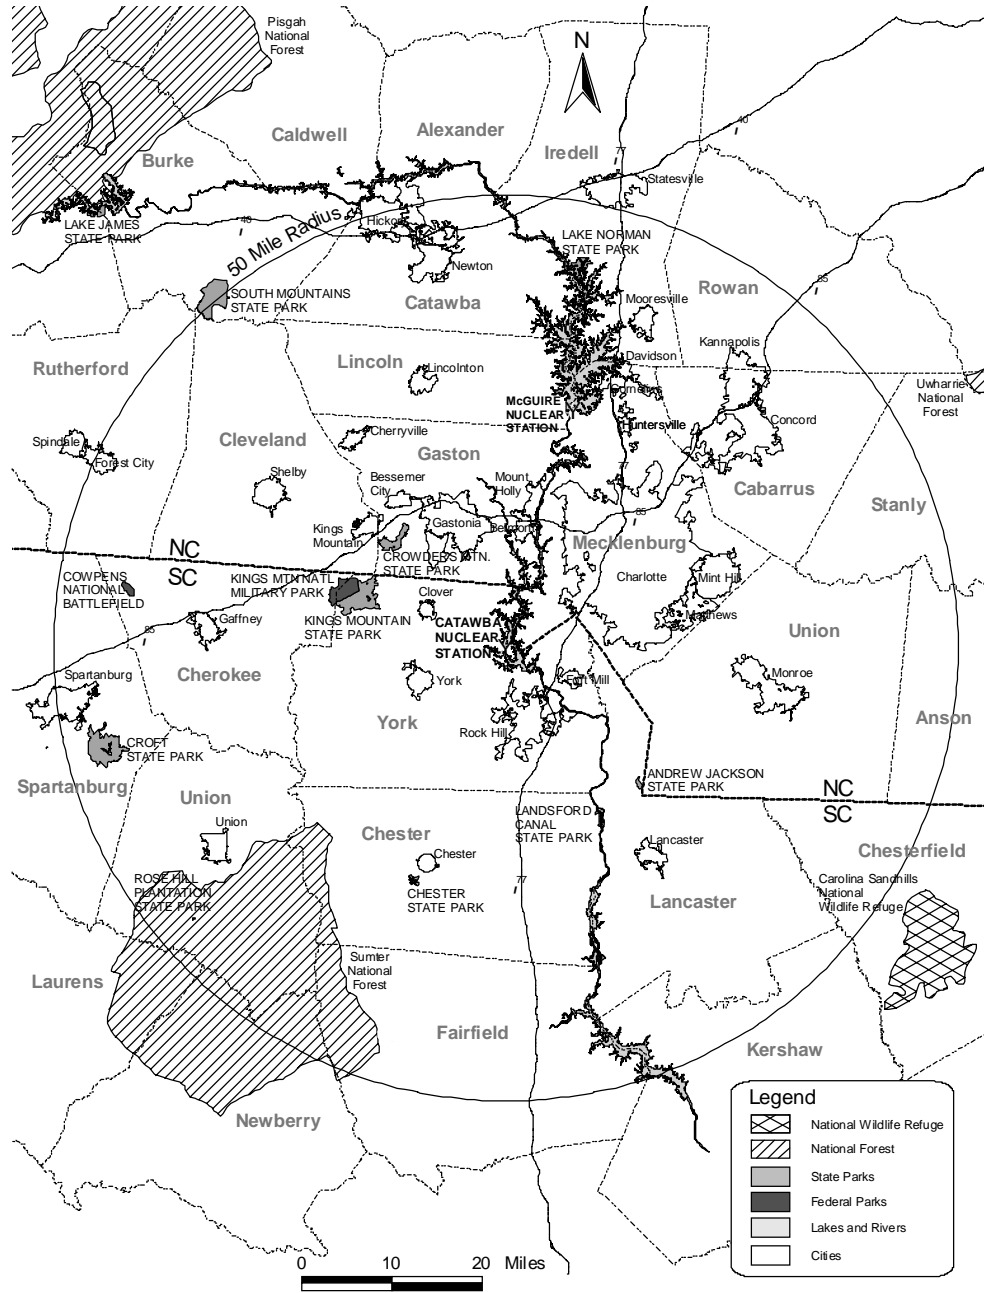 Pisgah
National
Forest
N
Caldwell
Alexander
Burke
Iredell
40
77
Statesville
LAKE JAMES
STATE PARK
40
50 Mile Radius
Hickory
LAKE NORMAN
STATE PARK
Newton
SOUTH MOUNTAINS
STATE PARK
Catawba
Mooresville
Rowan
85
Kannapolis
Rutherford
Lincoln
Lincolnton
Davidson
Cornelius
Uwharrie
National
Forest
McGUIRE
NUCLEAR
STATION
Huntersville
Concord
Spindale
Forest City
Cleveland
Cherryville
Gaston
Shelby
Bessemer
City
Mount
Holly
77
Cabarrus
Stanly
Kings
Mountain
Gastonia
Belmont
85
Mecklenburg
CROWDERS MTN.
STATE PARK
NC
SC
COWPENS
NATIONAL
BATTLEFIELD
KINGS MTN NATL
MILITARY PARK
Clover
Charlotte
Mint Hill
Matthews
KINGS MOUNTAIN
STATE PARK
Gaffney
85
CATAWBA
NUCLEAR
STATION
Union
Cherokee
Spartanburg
York
Fort Mill
Monroe
York
Rock Hill
Anson
CROFT
STATE PARK
Spartanburg
Union
ANDREW JACKSON
STATE PARK
NC
SC
Union
Chester
LANDSFORD
CANAL
STATE PARK
Lancaster
Chesterfield
Chester
ROSE HILL
PLANTATION
STATE PARK
CHESTER
STATE PARK
77
Carolina Sandhills
National
Wildlife Refuge
Lancaster
Laurens
Sumter
National
Forest
Fairfield
Kershaw
Newberry
Legend
National Wildlife Refuge
National Forest
State Parks
Federal Parks
Lakes and Rivers
Cities
0 10 20 Miles